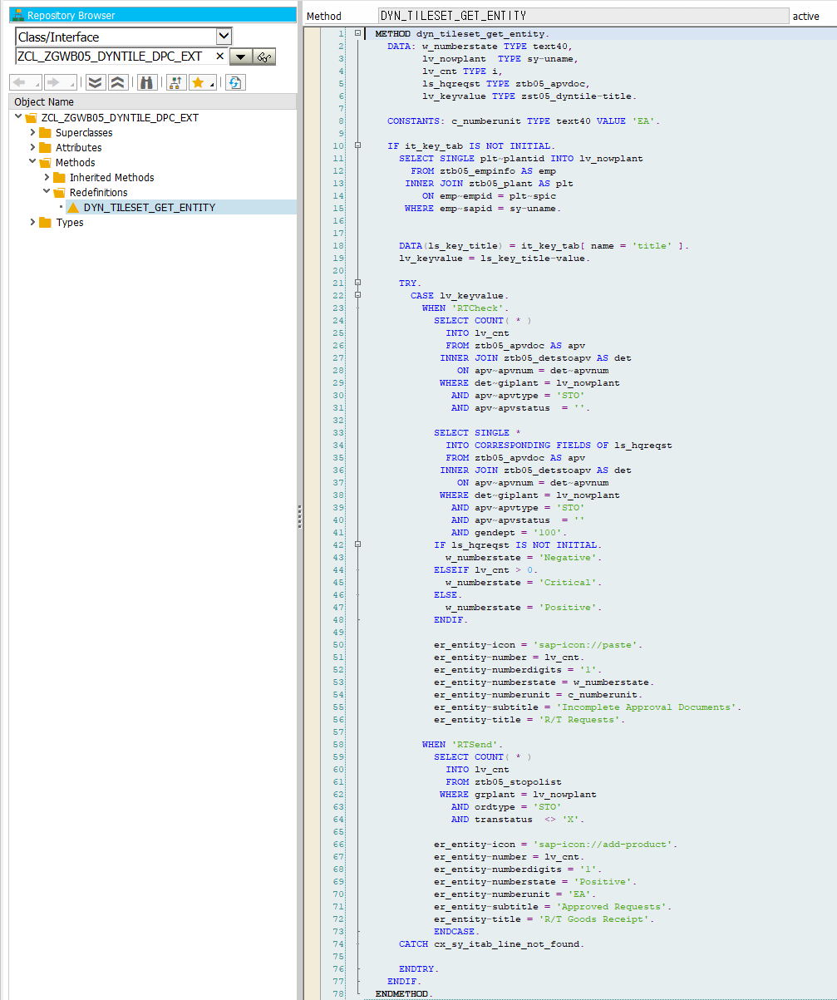 Repository Browser
Class/Interface
ZCL_ZGWB05_DYNTILE_DPC_EXT
Object Name
ZCL_ZGWB05_DYNTILE_DPC_EXT
Superclasses
Attributes
Methods
Inherited Methods
Redefinitions
DYN_TILESET_GET_ENTITY
Types
Method DYN_TILESET_GET_ENTITY active
1 METHOD dyn_tileset_get_entity.
2 DATA: w_numberstate TYPE text40,
3 lv_nowplant  TYPE sy-uname,
4 lv_cnt TYPE i,
5 ls_hqreqst TYPE ztb05_apvdoc,
6 lv_keyvalue TYPE zst05_dyntile-title.
7
8 CONSTANTS: c_numberunit TYPE text40 VALUE 'EA'.
9
10 IF it_key_tab IS NOT INITIAL.
11 SELECT SINGLE plt~plantid INTO lv_nowplant
12 FROM ztb05_empinfo AS emp
13 INNER JOIN ztb05_plant AS plt
14 ON emp~empid = plt~spic
15 WHERE emp~sapid = sy-uname.
16
17
18 DATA(ls_key_title) = it_key_tab[ name = 'title' ].
19 lv_keyvalue = ls_key_title-value.
20
21 TRY.
22 CASE lv_keyvalue.
23 WHEN 'RTCheck'.
24 SELECT COUNT( * )
25 INTO lv_cnt
26 FROM ztb05_apvdoc AS apv
27 INNER JOIN ztb05_detstoapv AS det
28 ON apv~apvnum = det~apvnum
29 WHERE det~giplant = lv_nowplant
30 AND apv~apvtype = 'STO'
31 AND apv~apvstatus  = ''.
32
33 SELECT SINGLE *
34 INTO CORRESPONDING FIELDS OF ls_hqreqst
35 FROM ztb05_apvdoc AS apv
36 INNER JOIN ztb05_detstoapv AS det
37 ON apv~apvnum = det~apvnum
38 WHERE det~giplant = lv_nowplant
39 AND apv~apvtype = 'STO'
40 AND apv~apvstatus  = ''
41 AND gendept = '100'.
42 IF ls_hqreqst IS NOT INITIAL.
43 w_numberstate = 'Negative'.
44 ELSEIF lv_cnt > 0.
45 w_numberstate = 'Critical'.
46 ELSE.
47 w_numberstate = 'Positive'.
48 ENDIF.
49
50 er_entity-icon = 'sap-icon://paste'.
51 er_entity-number = lv_cnt.
52 er_entity-numberdigits = '1'.
53 er_entity-numberstate = w_numberstate.
54 er_entity-numberunit = c_numberunit.
55 er_entity-subtitle = 'Incomplete Approval Documents'.
56 er_entity-title = 'R/T Requests'.
57
58 WHEN 'RTSend'.
59 SELECT COUNT( * )
60 INTO lv_cnt
61 FROM ztb05_stopolist
62 WHERE grplant = lv_nowplant
63 AND ordtype = 'STO'
64 AND transtatus  <> 'X'.
65
66 er_entity-icon = 'sap-icon://add-product'.
67 er_entity-number = lv_cnt.
68 er_entity-numberdigits = '1'.
69 er_entity-numberstate = 'Positive'.
70 er_entity-numberunit = 'EA'.
71 er_entity-subtitle = 'Approved Requests'.
72 er_entity-title = 'R/T Goods Receipt'.
73 ENDCASE.
74 CATCH cx_sy_itab_line_not_found.
75
76 ENDTRY.
77 ENDIF.
78 ENDMETHOD.